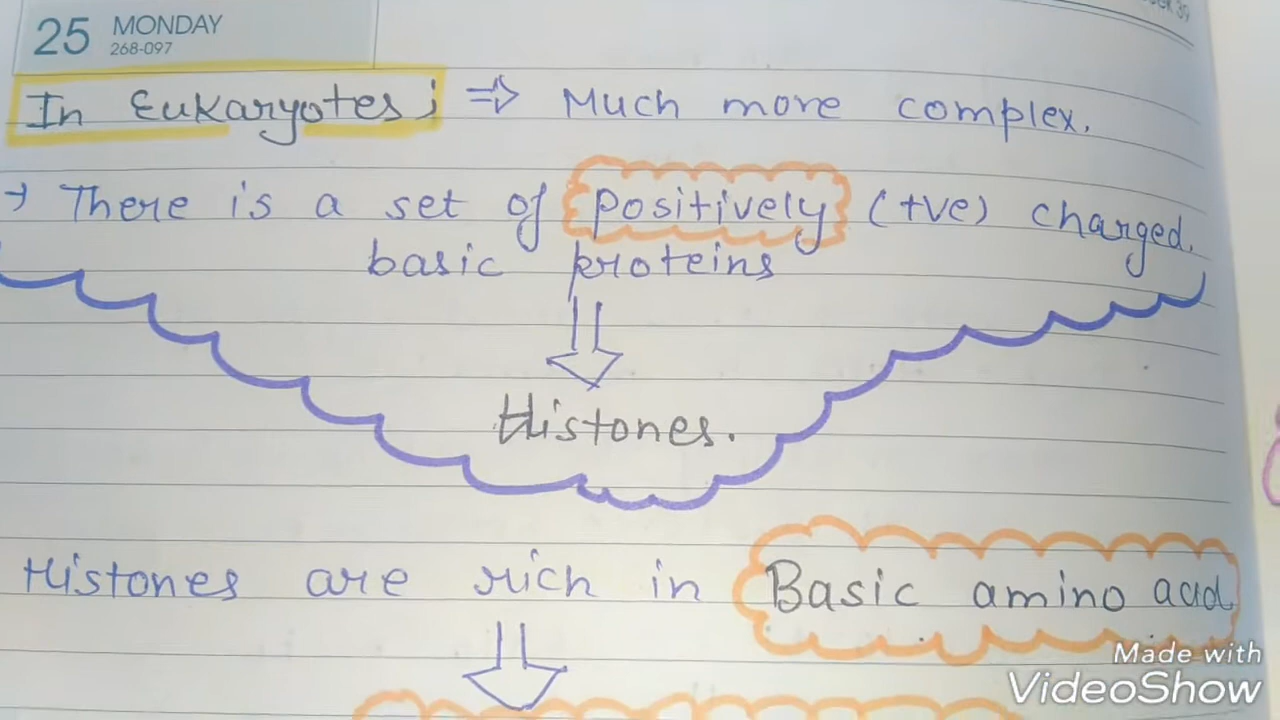 25 MONDAY
268-097
In Eukaryotes; ⇒ Much more complex.
→ There is a set of positively (+ve) charged.
basic proteins
Histones.
Histones are rich in Basic amino acid
Made with
VideoShow